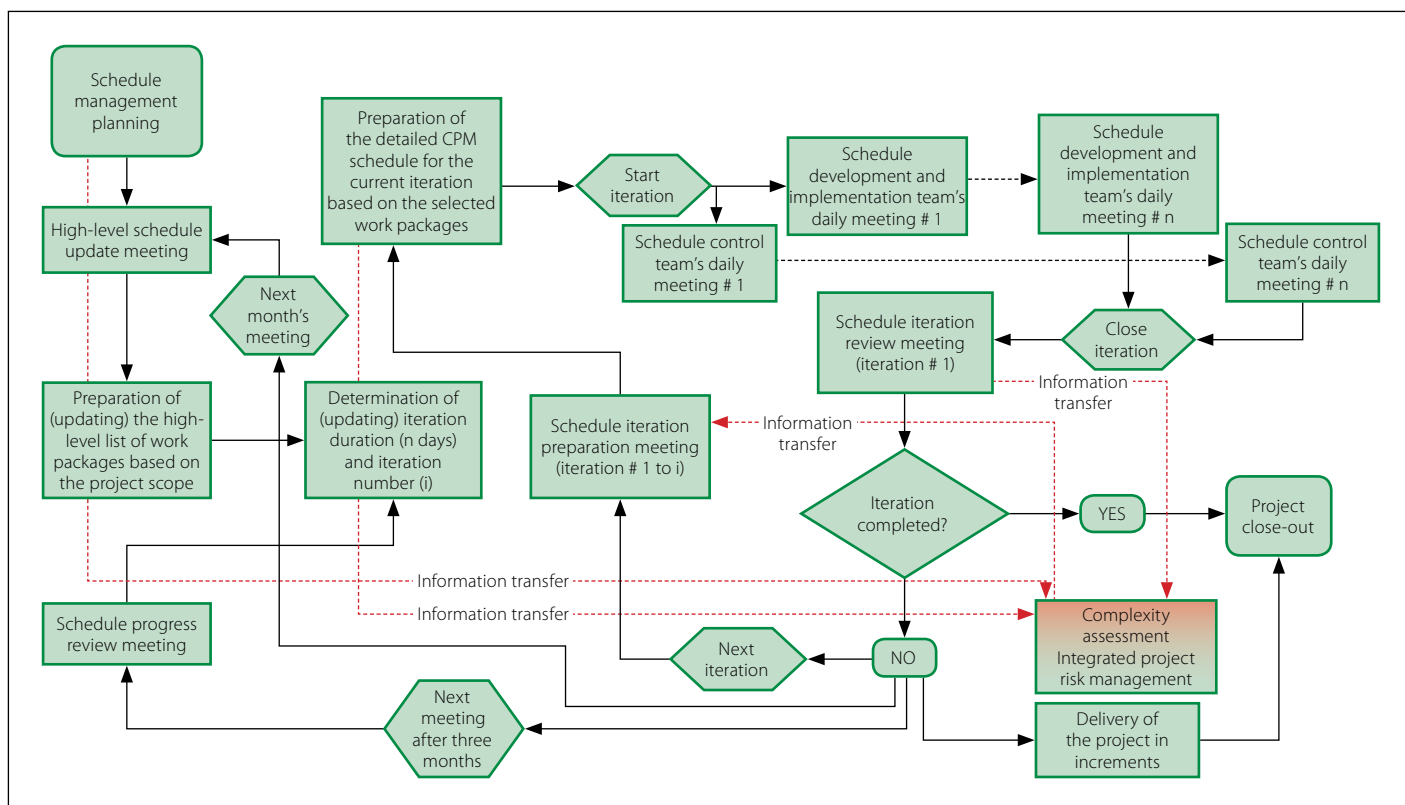 Schedule
management
planning
High-level schedule
update meeting
Next
month's
meeting
Preparation of
(updating) the high-
level list of work
packages based on
the project scope
Determination of
(updating) iteration
duration (n days)
and iteration
number (i)
Schedule progress
review meeting
Next
meeting
after three
months
Preparation of
the detailed CPM
schedule for the
current iteration
based on the selected
work packages
Start
iteration
Schedule
development and
implementation team's
daily meeting # 1
Schedule
development and
implementation
team's daily
meeting # n
Schedule control
team's daily
meeting # 1
Schedule control
team's daily
meeting # n
Close
iteration
Schedule iteration
review meeting
(iteration # 1)
Information
transfer
Information
transfer
Schedule iteration
preparation meeting
(iteration # 1 to i)
Iteration
completed?
YES
Project
close-out
Information transfer
Information transfer
Complexity
assessment
Integrated project
risk management
NO
Next
iteration
Delivery of
the project in
increments